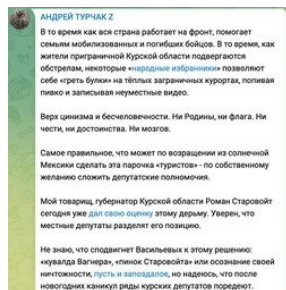 АНДРЕЙ ТУРЧАК Z
В то время как вся страна работает на фронт, помогает
семьям мобилизованных и погибших бойцов. В то время, как
жители приграничной Курской области подвергаются
обстрелам, некоторые «народные избранники» позволяют
себе «греть булки» на тёплых заграничных курортах, попивая
пивко и записывая неуместные видео.
Верх цинизма и бесчеловечности. Ни Родины, ни флага. Ни
чести, ни достоинства. Ни мозгов.
Самое правильное, что может по возращении из солнечной
Мексики сделать эта парочка «туристов» - по собственному
желанию сложить депутатские полномочия.
Мой товарищ, губернатор Курской области Роман Старовойт
сегодня уже дал свою оценку этому дерьму. Уверен, что
местные депутаты разделят его позицию.
Не знаю, что сподвигнет Васильевых к этому решению:
«кувалда Вагнера», «пинок Старовойта» или осознание своей
ничтожности, пусть и запоздалое, но надеюсь, что после
новогодних каникул ряды курских депутатов поредеют.